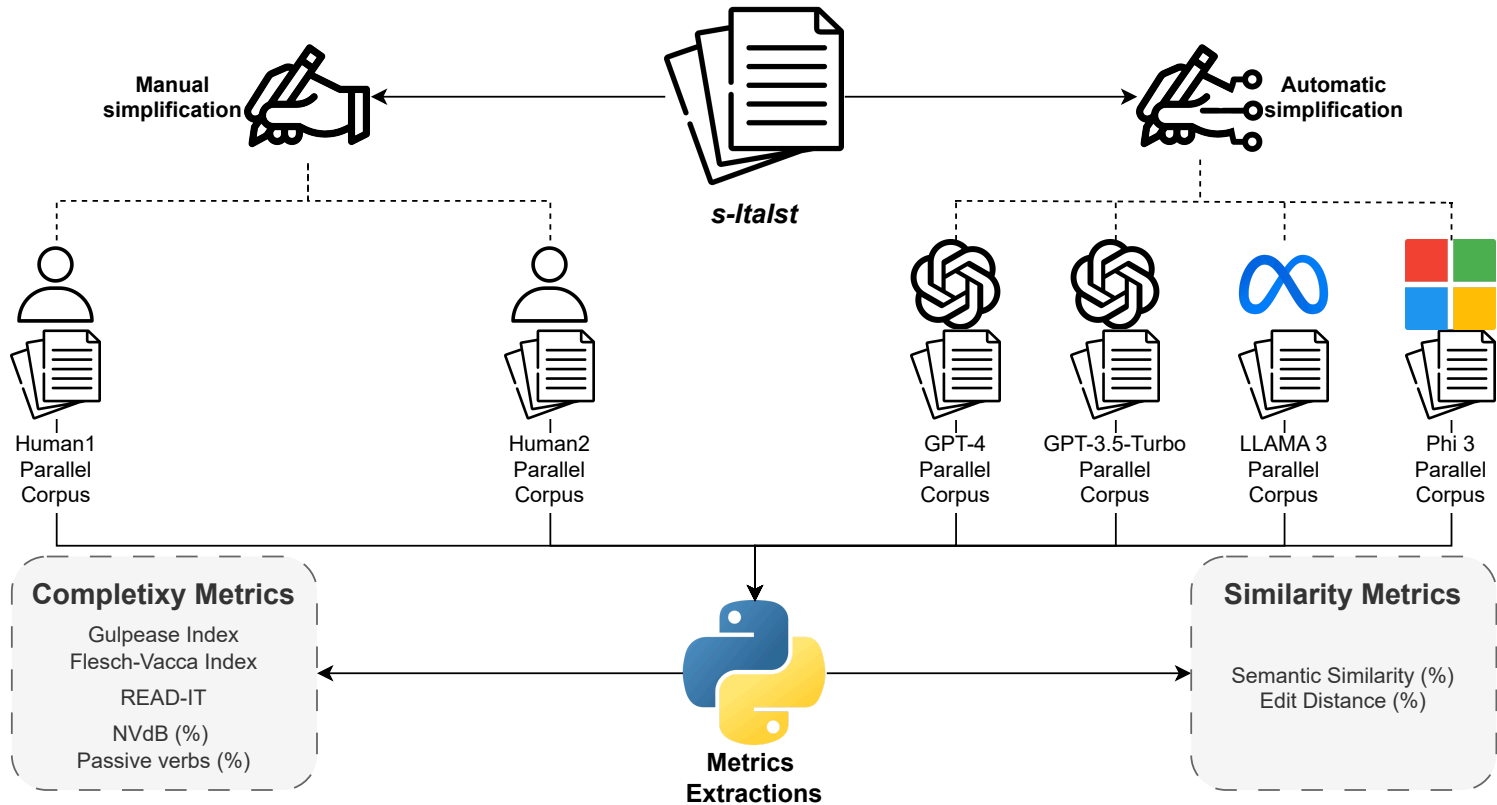 Manual
simplification
Automatic
simplification
s-ItaIst
Human1
Parallel
Corpus
Human2
Parallel
Corpus
GPT-4
Parallel
Corpus
GPT-3.5-Turbo
Parallel
Corpus
LLAMA 3
Parallel
Corpus
Phi 3
Parallel
Corpus
Completixy Metrics
Gulpease Index
Flesch-Vacca Index
READ-IT
NVdB (%)
Passive verbs (%)
Metrics
Extractions
Similarity Metrics
Semantic Similarity (%)
Edit Distance (%)